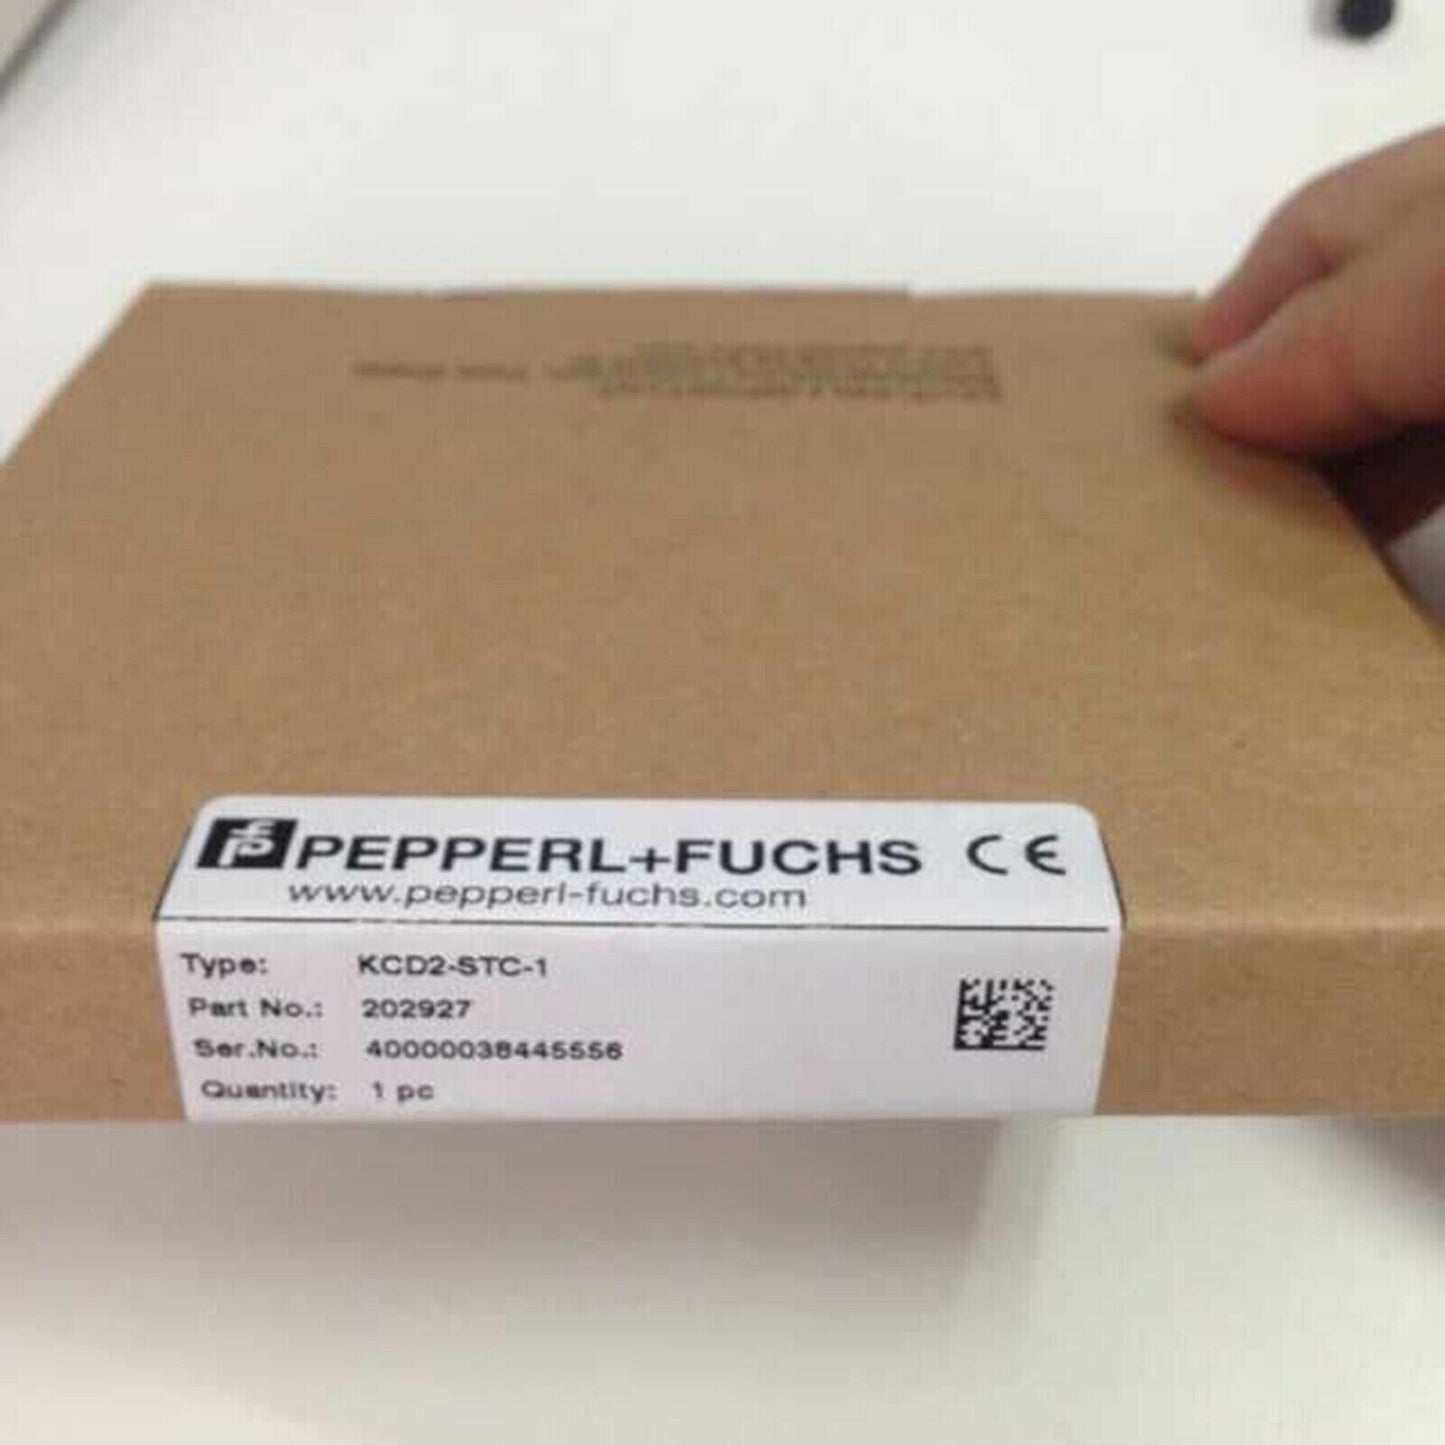 PEPPERL+FUCHS CE
www.pepperl-fuchs.com
Type: KCD2-STC-1
Part No.: 202927
Ser.No.: 40000038445556
Quantity: 1 pc